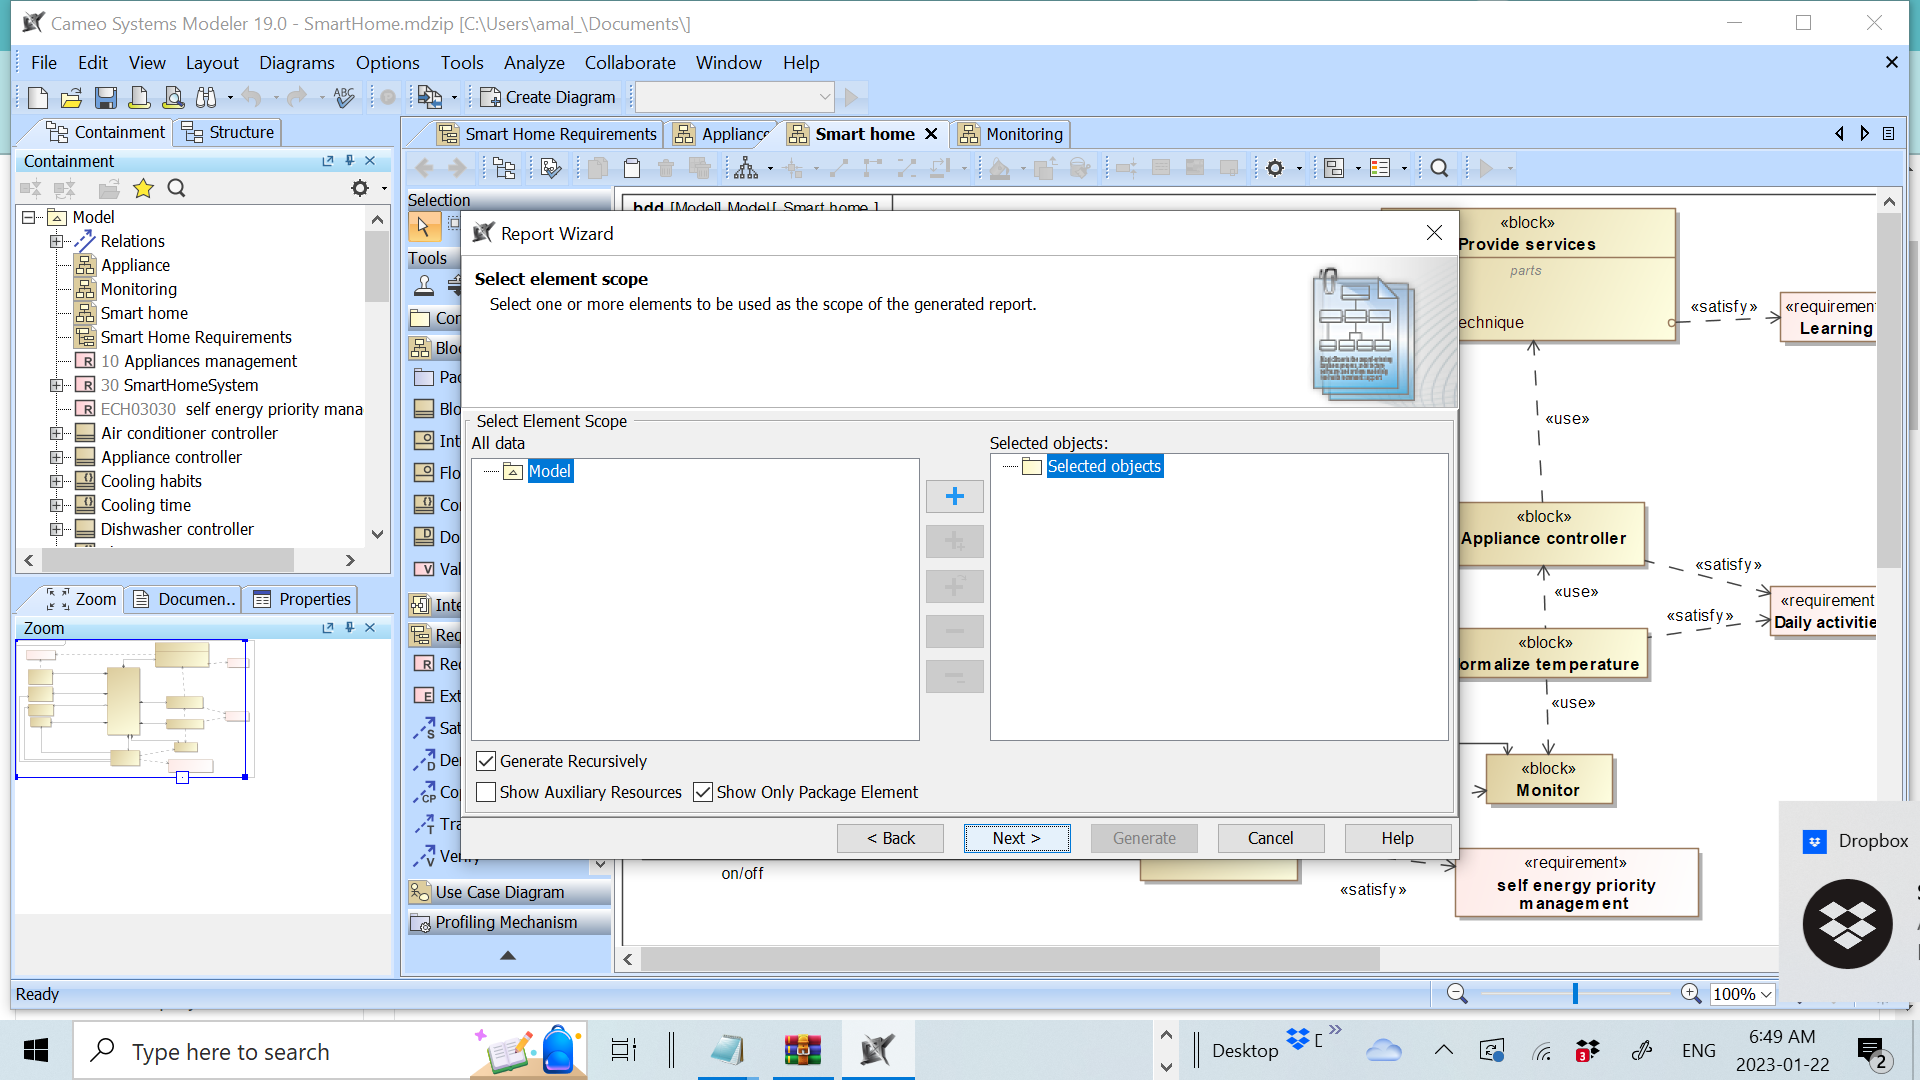 Cameo Systems Modeler 19.0 - SmartHome.mdzip [C:\Users\amal_\Documents\]
File Edit View Layout Diagrams Options Tools Analyze Collaborate Window Help
Create Diagram
Containment Structure
Containment
Model
Relations
Appliance
Monitoring
Smart home
Smart Home Requirements
R 10 Appliances management
R 30 SmartHomeSystem
R ECH03030 self energy priority mana
Air conditioner controller
Appliance controller
Cooling habits
Cooling time
Dishwasher controller
Zoom Documen.. Properties
Zoom
Smart Home Requirements Appliance Smart home Monitoring
Selection
Tools
Con
Blo
Pac
Blo
Int
Flo
Con
Do
Val
Inte
Req
Rec
Ext
Sat
De
Co
Tra
Verify
Use Case Diagram
Profiling Mechanism
bdd [Model] Model[ Smart home ]
Report Wizard
Select element scope
Select one or more elements to be used as the scope of the generated report.
Select Element Scope
All data
Model
Selected objects:
Selected objects
Generate Recursively
Show Auxiliary Resources Show Only Package Element
< Back Next > Generate Cancel Help
«block»
Provide services
parts
echnique
«satisfy»
«requirement
Learning
«use»
«block»
Appliance controller
«satisfy»
«use»
«requirement
Daily activitie
«satisfy»
«block»
ormalize temperature
«use»
«block»
Monitor
on/off
«satisfy»
«requirement»
self energy priority
management
Dropbox
Ready
100%
Type here to search
Desktop
ENG
6:49 AM
2023-01-22
3
2